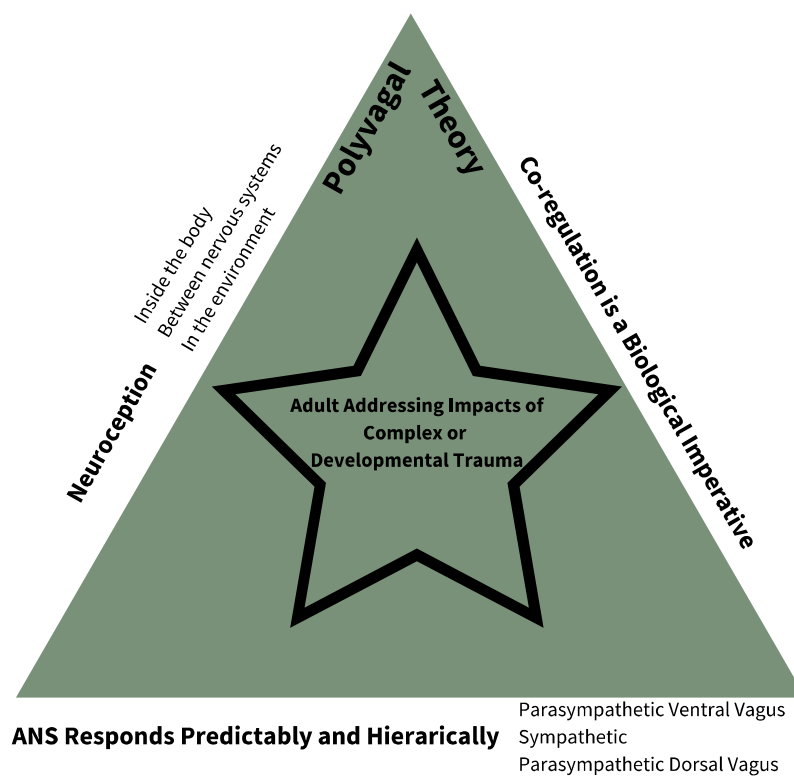 Polyvagal Theory
Inside the body
Between nervous systems
In the environment
Neuroception
Co-regulation is a Biological Imperative
Adult Addressing Impacts of
Complex or
Developmental Trauma
ANS Responds Predictably and Hierarically
Parasympathetic Ventral Vagus
Sympathetic
Parasympathetic Dorsal Vagus